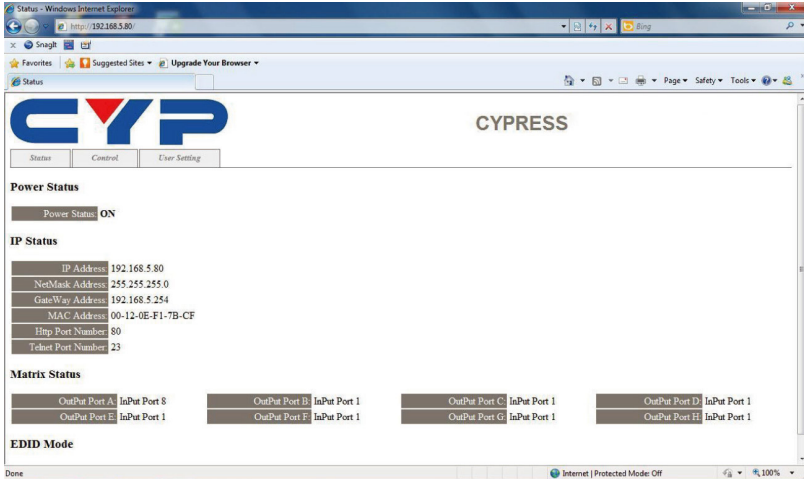 Status - Windows Internet Explorer
http://192.168.5.80/
Bing
x SnagIt
Favorites Suggested Sites Upgrade Your Browser
Status Page Safety Tools
CYP
CYPRESS
Status Control User Setting
Power Status
Power Status: ON
IP Status
IP Address: 192.168.5.80
NetMask Address: 255.255.255.0
GateWay Address: 192.168.5.254
MAC Address: 00-12-0E-F1-7B-CF
Http Port Number: 80
Telnet Port Number: 23
Matrix Status
OutPut Port A: InPut Port 8 OutPut Port B: InPut Port 1 OutPut Port C: InPut Port 1 OutPut Port D: InPut Port 1
OutPut Port E: InPut Port 1 OutPut Port F: InPut Port 1 OutPut Port G: InPut Port 1 OutPut Port H: InPut Port 1
EDID Mode
Done Internet | Protected Mode: Off 100%